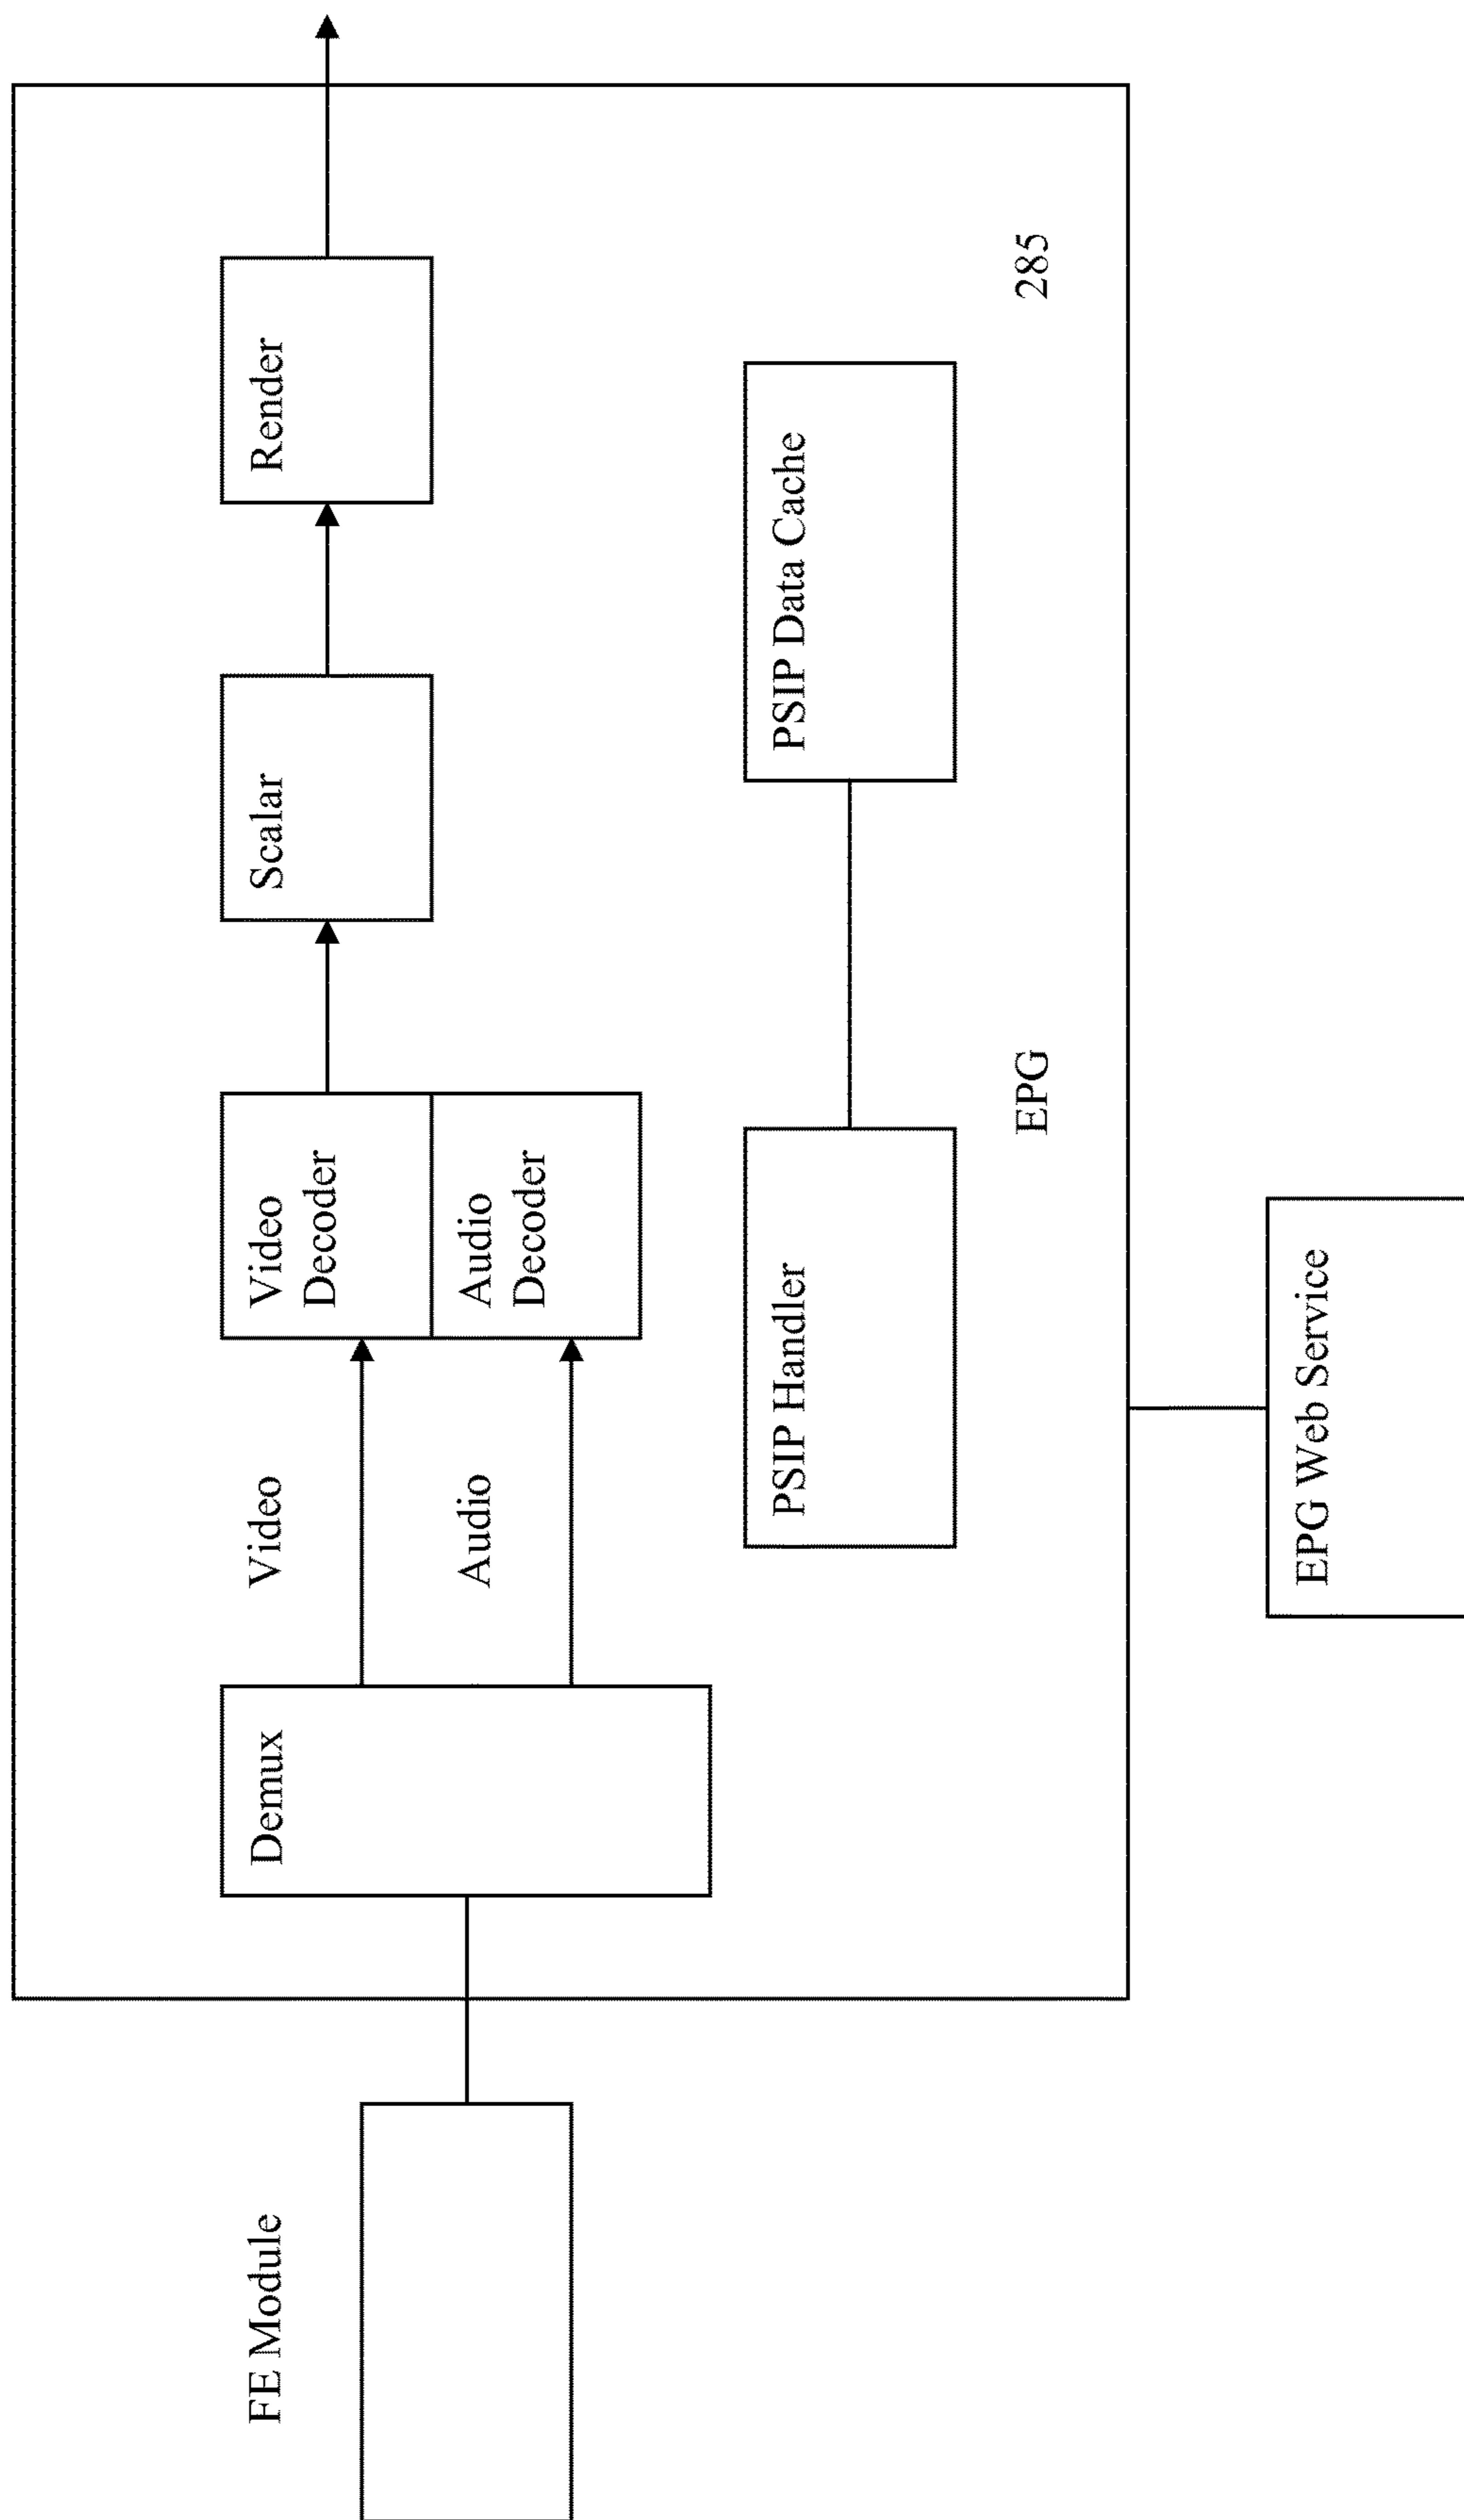 FE Module
Demux
Video
Audio
Video
Decoder
Audio
Decoder
Scalar
Render
PSIP Handler
PSIP Data Cache
EPG
285
EPG Web Service